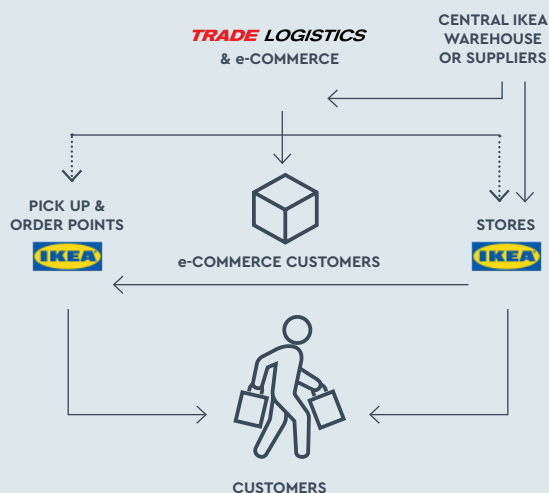 TRADE LOGISTICS
& e-COMMERCE
CENTRAL IKEA
WAREHOUSE
OR SUPPLIERS
PICK UP &
ORDER POINTS
IKEA
e-COMMERCE CUSTOMERS
STORES
IKEA
CUSTOMERS